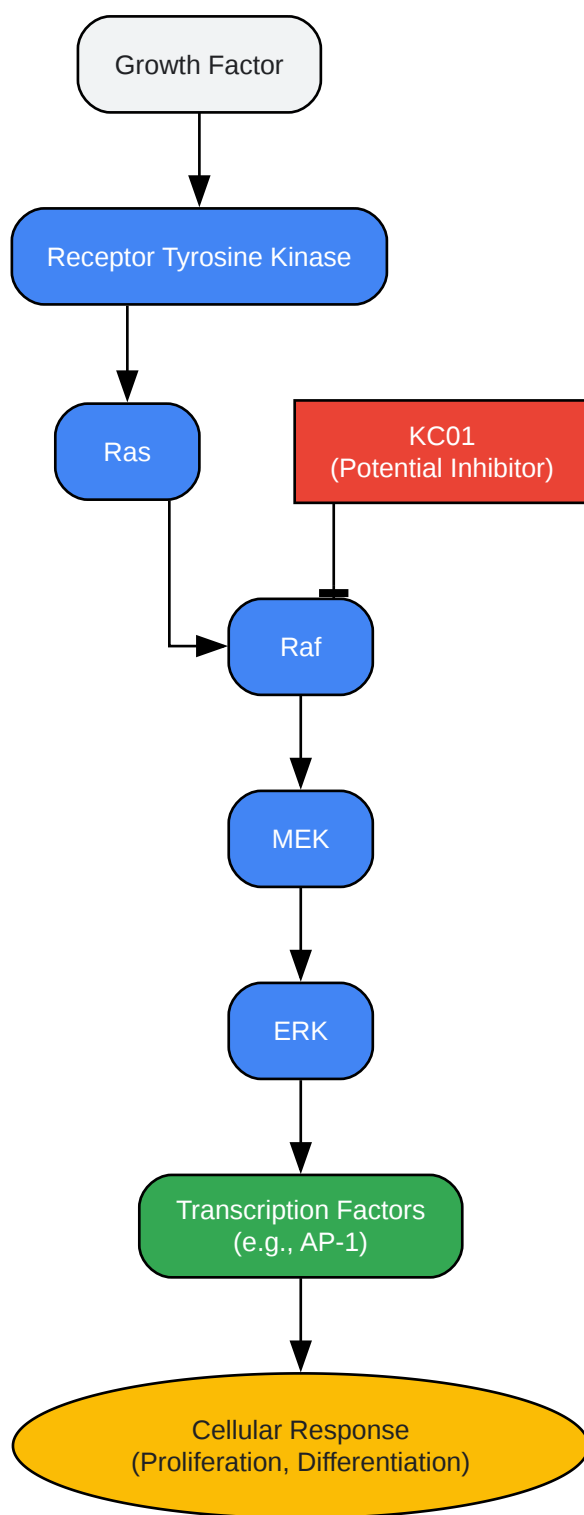 Growth Factor
Receptor Tyrosine Kinase
Ras
KC01
(Potential Inhibitor)
Raf
MEK
ERK
Transcription Factors
(e.g., AP-1)
Cellular Response
(Proliferation, Differentiation)